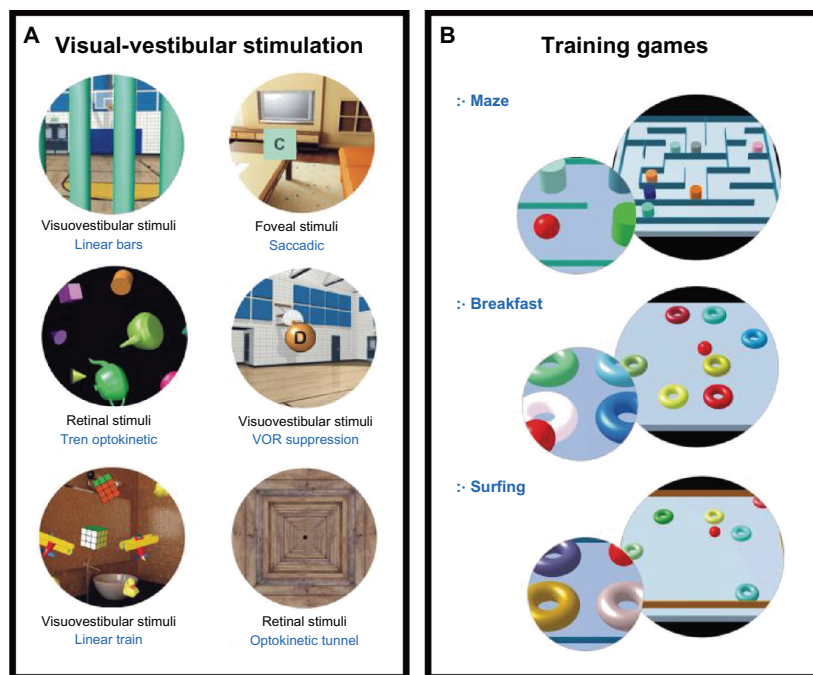 A
Visual-vestibular stimulation
C
Visuovestibular stimuli
Linear bars
Foveal stimuli
Saccadic
D
Retinal stimuli
Tren optokinetic
Visuovestibular stimuli
VOR suppression
Visuovestibular stimuli
Linear train
Retinal stimuli
Optokinetic tunnel
B
Training games
:· Maze
:· Breakfast
:· Surfing